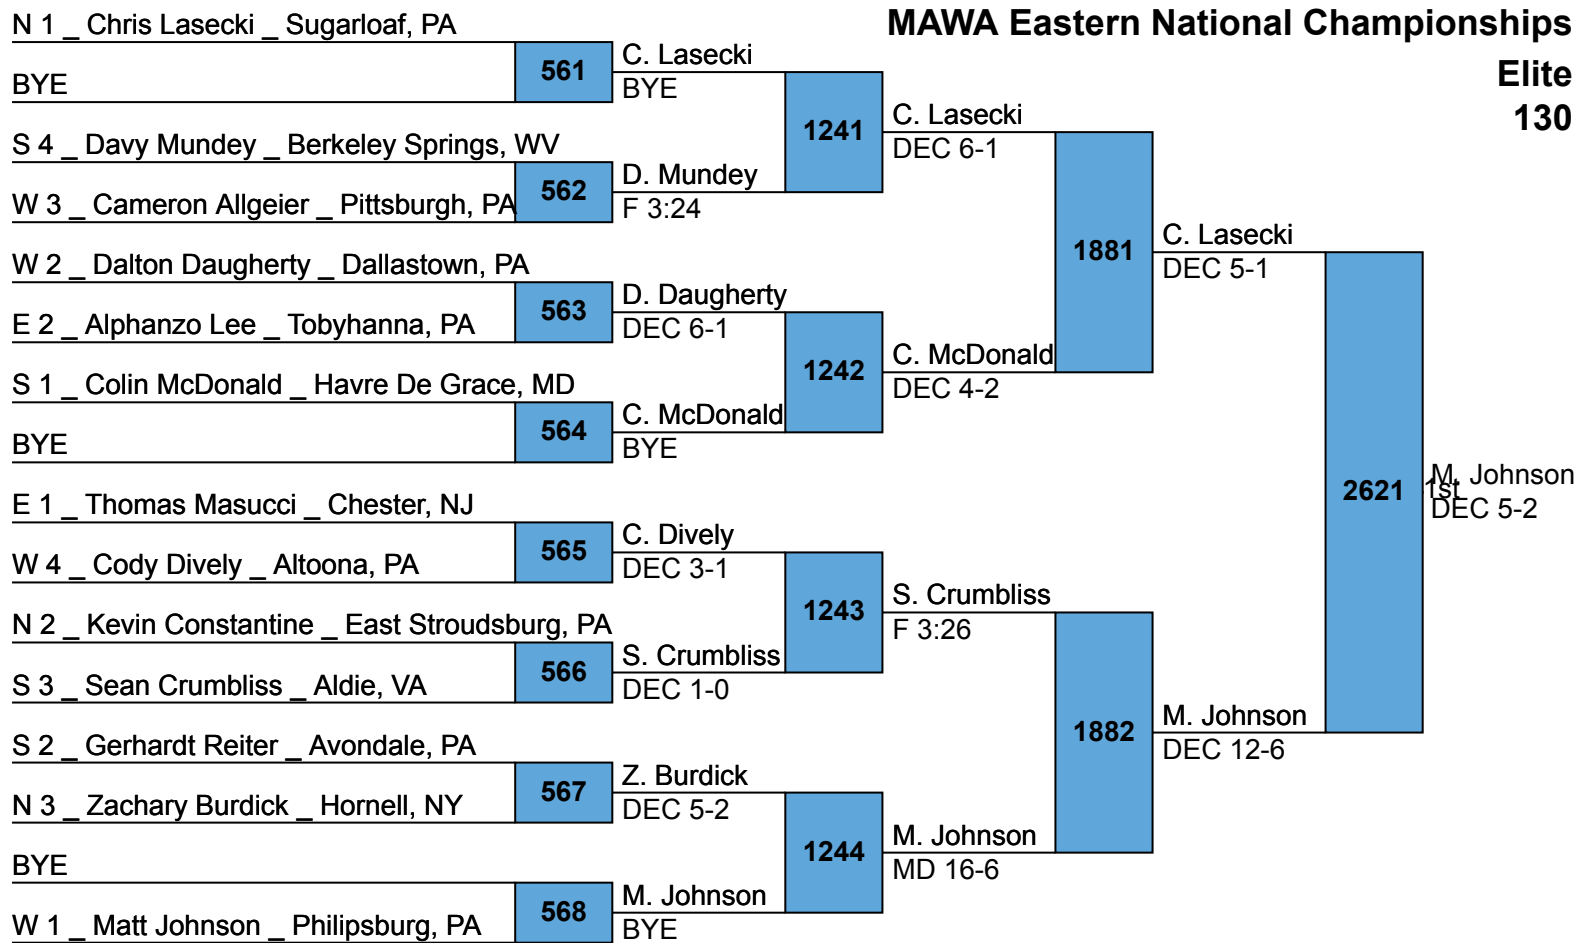 MAWA Eastern National Championships
Elite
130
N 1 _ Chris Lasecki _ Sugarloaf, PA
BYE
S 4 _ Davy Mundey _ Berkeley Springs, WV
W 3 _ Cameron Allgeier _ Pittsburgh, PA
W 2 _ Dalton Daugherty _ Dallastown, PA
E 2 _ Alphanzo Lee _ Tobyhanna, PA
S 1 _ Colin McDonald _ Havre De Grace, MD
BYE
E 1 _ Thomas Masucci _ Chester, NJ
W 4 _ Cody Dively _ Altoona, PA
N 2 _ Kevin Constantine _ East Stroudsburg, PA
S 3 _ Sean Crumbliss _ Aldie, VA
S 2 _ Gerhardt Reiter _ Avondale, PA
N 3 _ Zachary Burdick _ Hornell, NY
BYE
W 1 _ Matt Johnson _ Philipsburg, PA
561
562
563
564
565
566
567
568
C. Lasecki
BYE
D. Mundey
F 3:24
D. Daugherty
DEC 6-1
C. McDonald
BYE
C. Dively
DEC 3-1
S. Crumbliss
DEC 1-0
Z. Burdick
DEC 5-2
M. Johnson
BYE
1241
1242
1243
1244
C. Lasecki
DEC 6-1
C. McDonald
DEC 4-2
S. Crumbliss
F 3:26
M. Johnson
MD 16-6
1881
1882
C. Lasecki
DEC 5-1
M. Johnson
DEC 12-6
2621
M. Johnson
1st
DEC 5-2